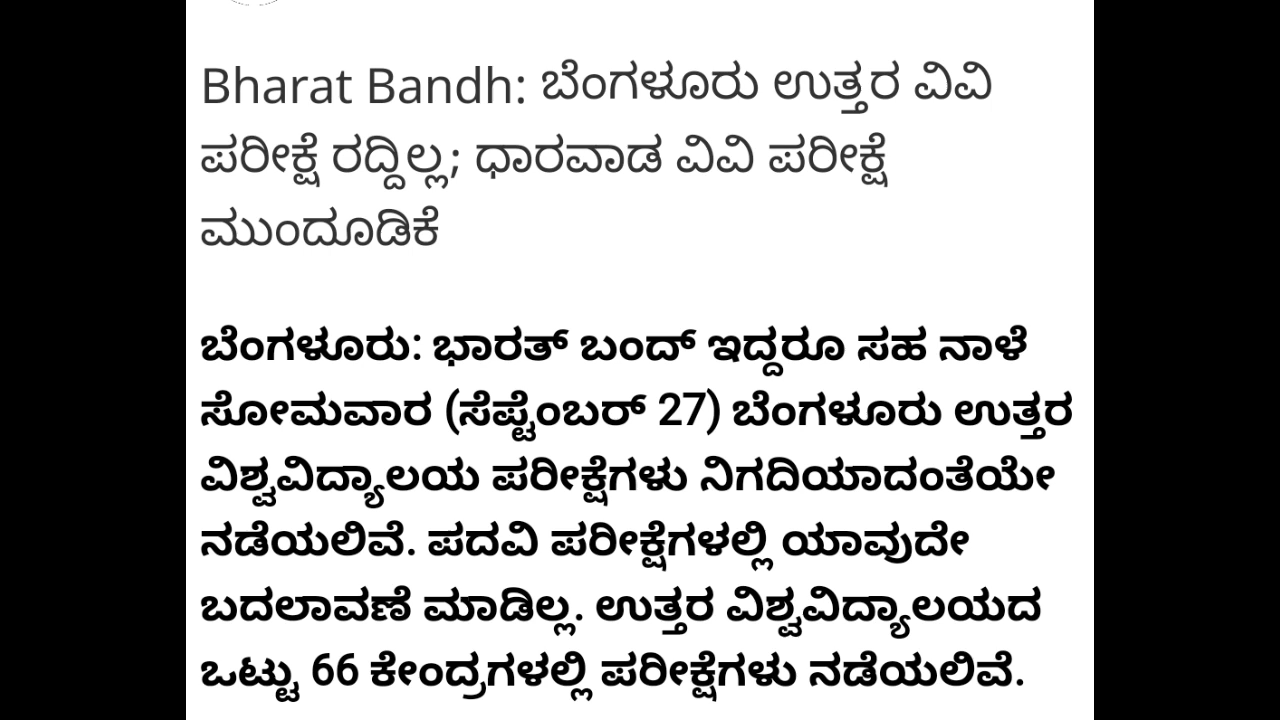 Bharat Bandh: ಬೆಂಗಳೂರು ಉತ್ತರ ವಿವಿ
ಪರೀಕ್ಷೆ ರದ್ದಿಲ್ಲ; ಧಾರವಾಡ ವಿವಿ ಪರೀಕ್ಷೆ
ಮುಂದೂಡಿಕೆ
ಬೆಂಗಳೂರು: ಭಾರತ್ ಬಂದ್ ಇದ್ದರೂ ಸಹ ನಾಳೆ
ಸೋಮವಾರ (ಸೆಪ್ಟೆಂಬರ್ 27) ಬೆಂಗಳೂರು ಉತ್ತರ
ವಿಶ್ವವಿದ್ಯಾಲಯ ಪರೀಕ್ಷೆಗಳು ನಿಗದಿಯಾದಂತೆಯೇ
ನಡೆಯಲಿವೆ. ಪದವಿ ಪರೀಕ್ಷೆಗಳಲ್ಲಿ ಯಾವುದೇ
ಬದಲಾವಣೆ ಮಾಡಿಲ್ಲ. ಉತ್ತರ ವಿಶ್ವವಿದ್ಯಾಲಯದ
ಒಟ್ಟು 66 ಕೇಂದ್ರಗಳಲ್ಲಿ ಪರೀಕ್ಷೆಗಳು ನಡೆಯಲಿವೆ.